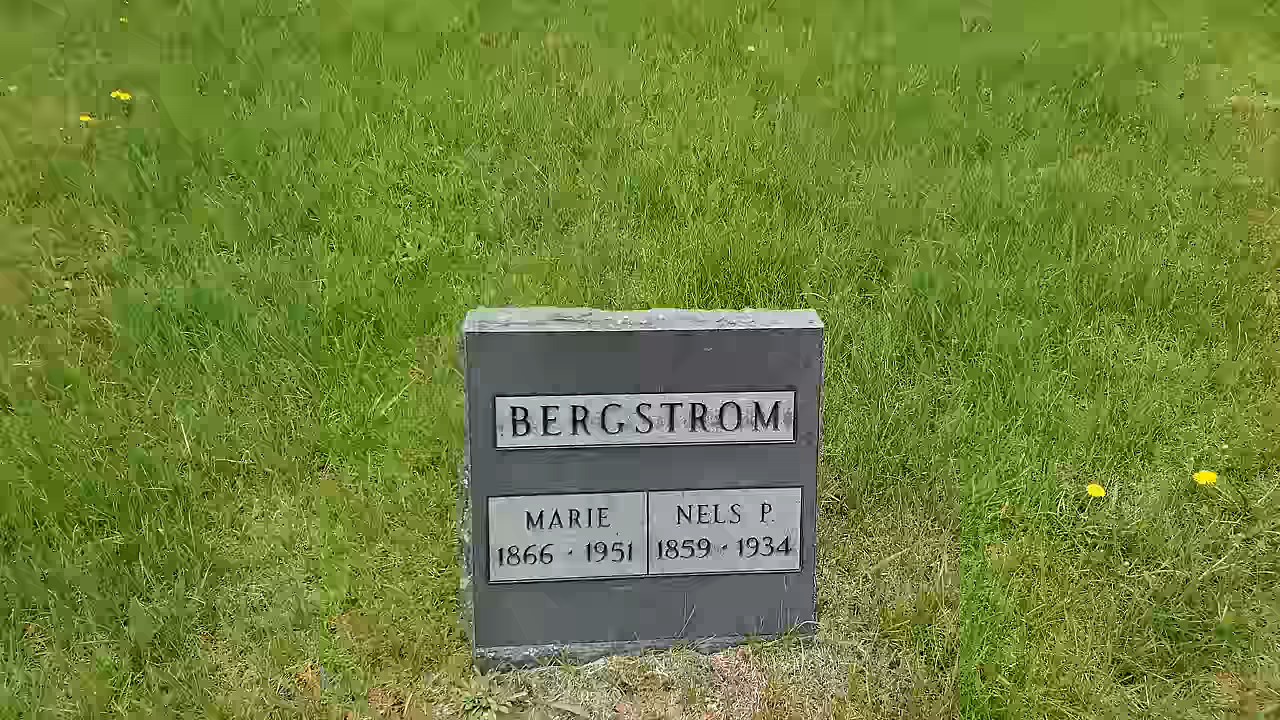 BERGSTROM
MARIE
1866 · 1951
NELS P.
1859 · 1934